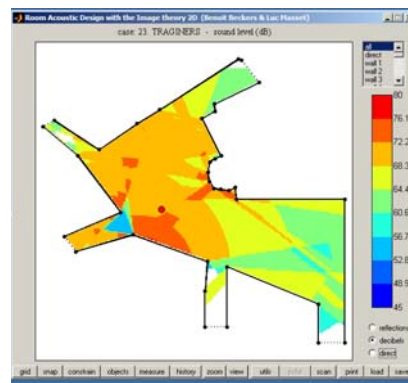 Room Acoustic Design with the Image theory 2D (Benoit Beckers & Luc Masset)
case: 23. TRAGINERS - sound level (dB)
all
direct
wall 1
wall 2
wall 3
80
76.1
72.2
68.3
64.4
60.6
56.7
52.8
48.9
45
reflections
decibels
direct
grid snap constrain objects measure history zoom view utils scan print load save